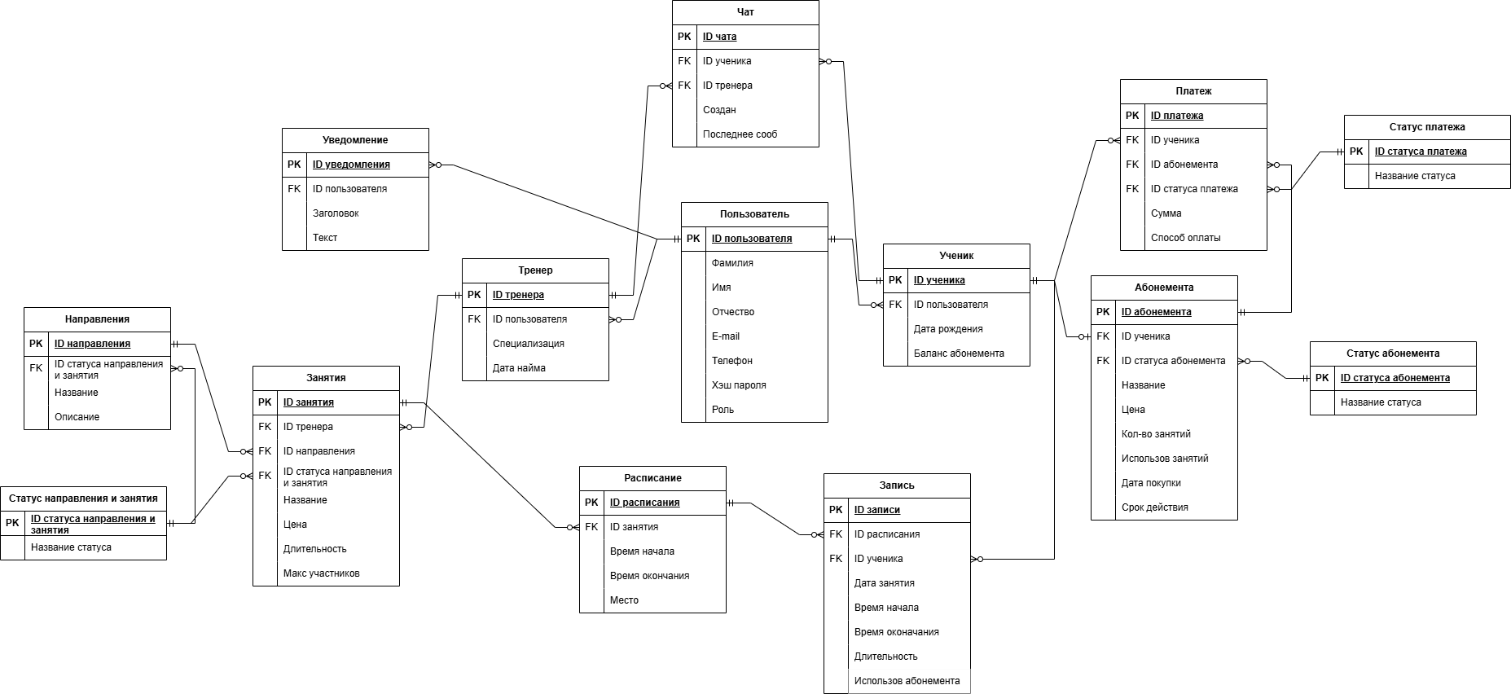 Чат
PK ID чата
FK ID ученика
FK ID тренера
Создан
Последнее сооб
Уведомление
PK ID уведомления
FK ID пользователя
Заголовок
Текст
Пользователь
PK ID пользователя
Фамилия
Имя
Отчество
E-mail
Телефон
Хэш пароля
Роль
Платеж
PK ID платежа
FK ID ученика
FK ID абонемента
FK ID статуса платежа
Сумма
Способ оплаты
Статус платежа
PK ID статуса платежа
Название статуса
Ученик
PK ID ученика
FK ID пользователя
Дата рождения
Баланс абонемента
Тренер
PK ID тренера
FK ID пользователя
Специализация
Дата найма
Абонемента
PK ID абонемента
FK ID ученика
FK ID статуса абонемента
Название
Цена
Кол-во занятий
Использов занятий
Дата покупки
Срок действия
Статус абонемента
PK ID статуса абонемента
Название статуса
Направления
PK ID направления
FK ID статуса направления
и занятия
Название
Описание
Занятия
PK ID занятия
FK ID тренера
FK ID направления
FK ID статуса направления
и занятия
Название
Цена
Длительность
Макс участников
Статус направления и занятия
PK ID статуса направления и
занятия
Название статуса
Расписание
PK ID расписания
FK ID занятия
Время начала
Время окончания
Место
Запись
PK ID записи
FK ID расписания
FK ID ученика
Дата занятия
Время начала
Время оконачания
Длительность
Использов абонемента